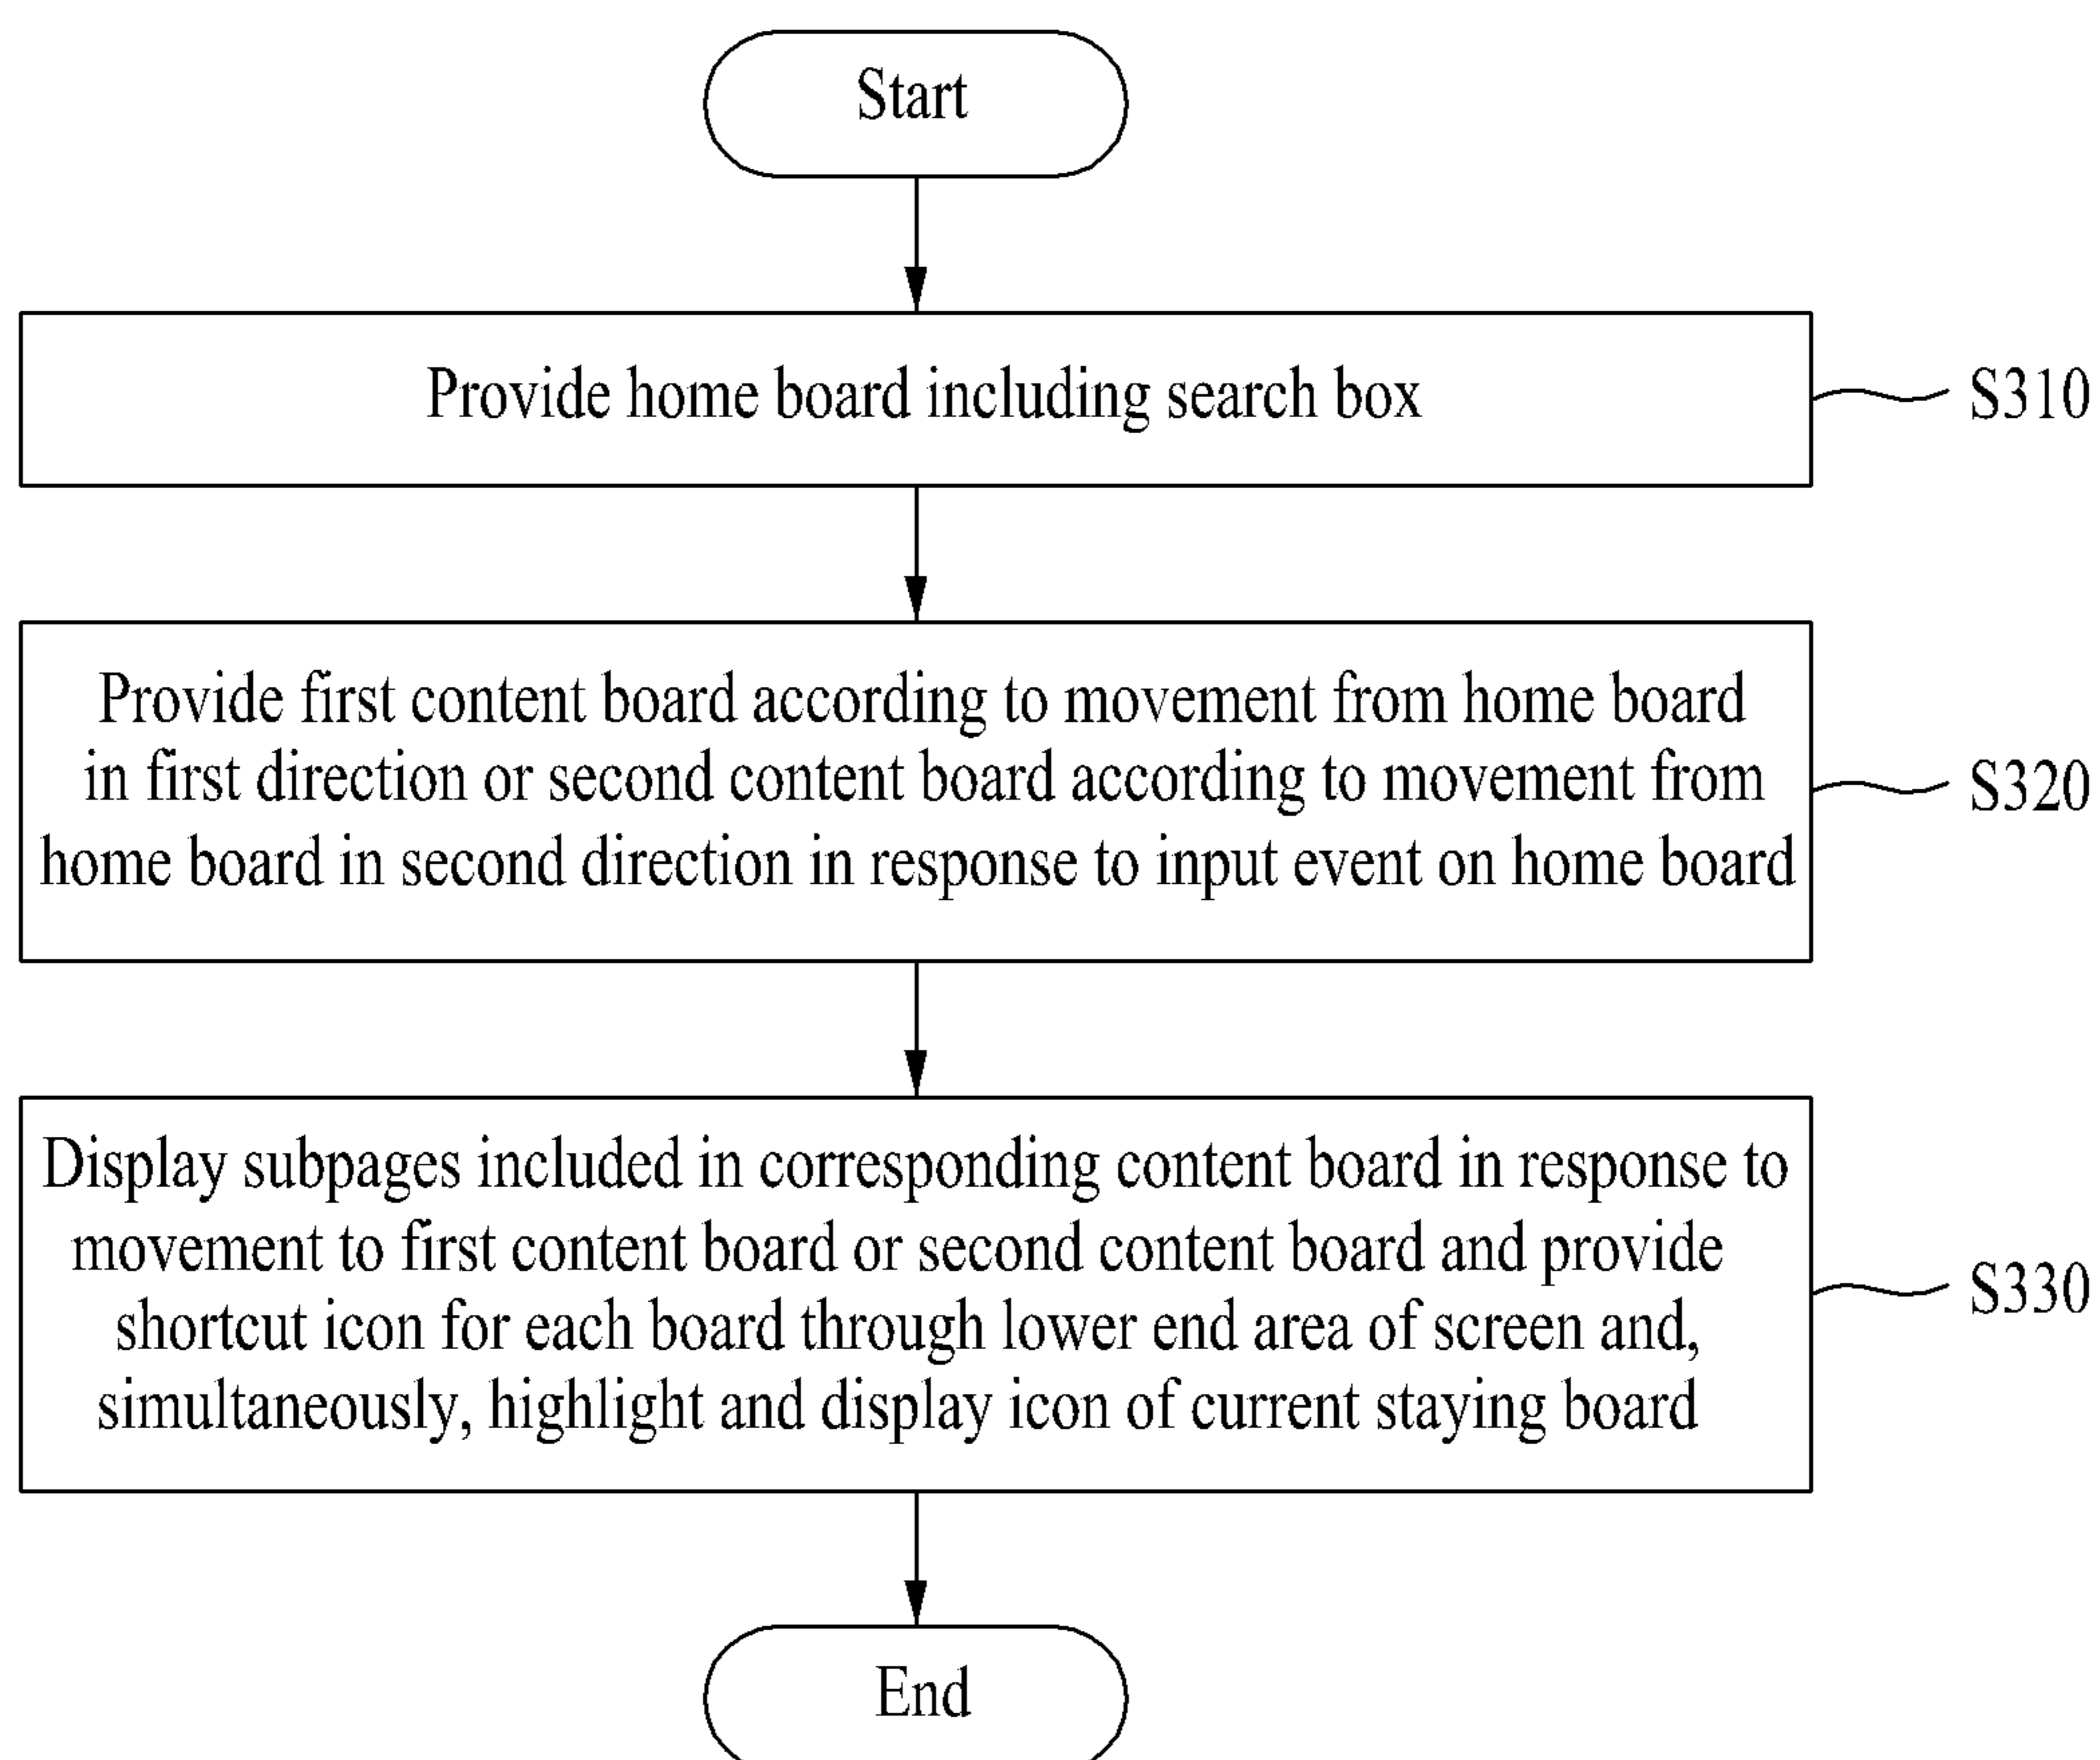 Start
Provide home board including search box
S310
Provide first content board according to movement from home board
in first direction or second content board according to movement from
home board in second direction in response to input event on home board
S320
Display subpages included in corresponding content board in response to
movement to first content board or second content board and provide
shortcut icon for each board through lower end area of screen and,
simultaneously, highlight and display icon of current staying board
S330
End